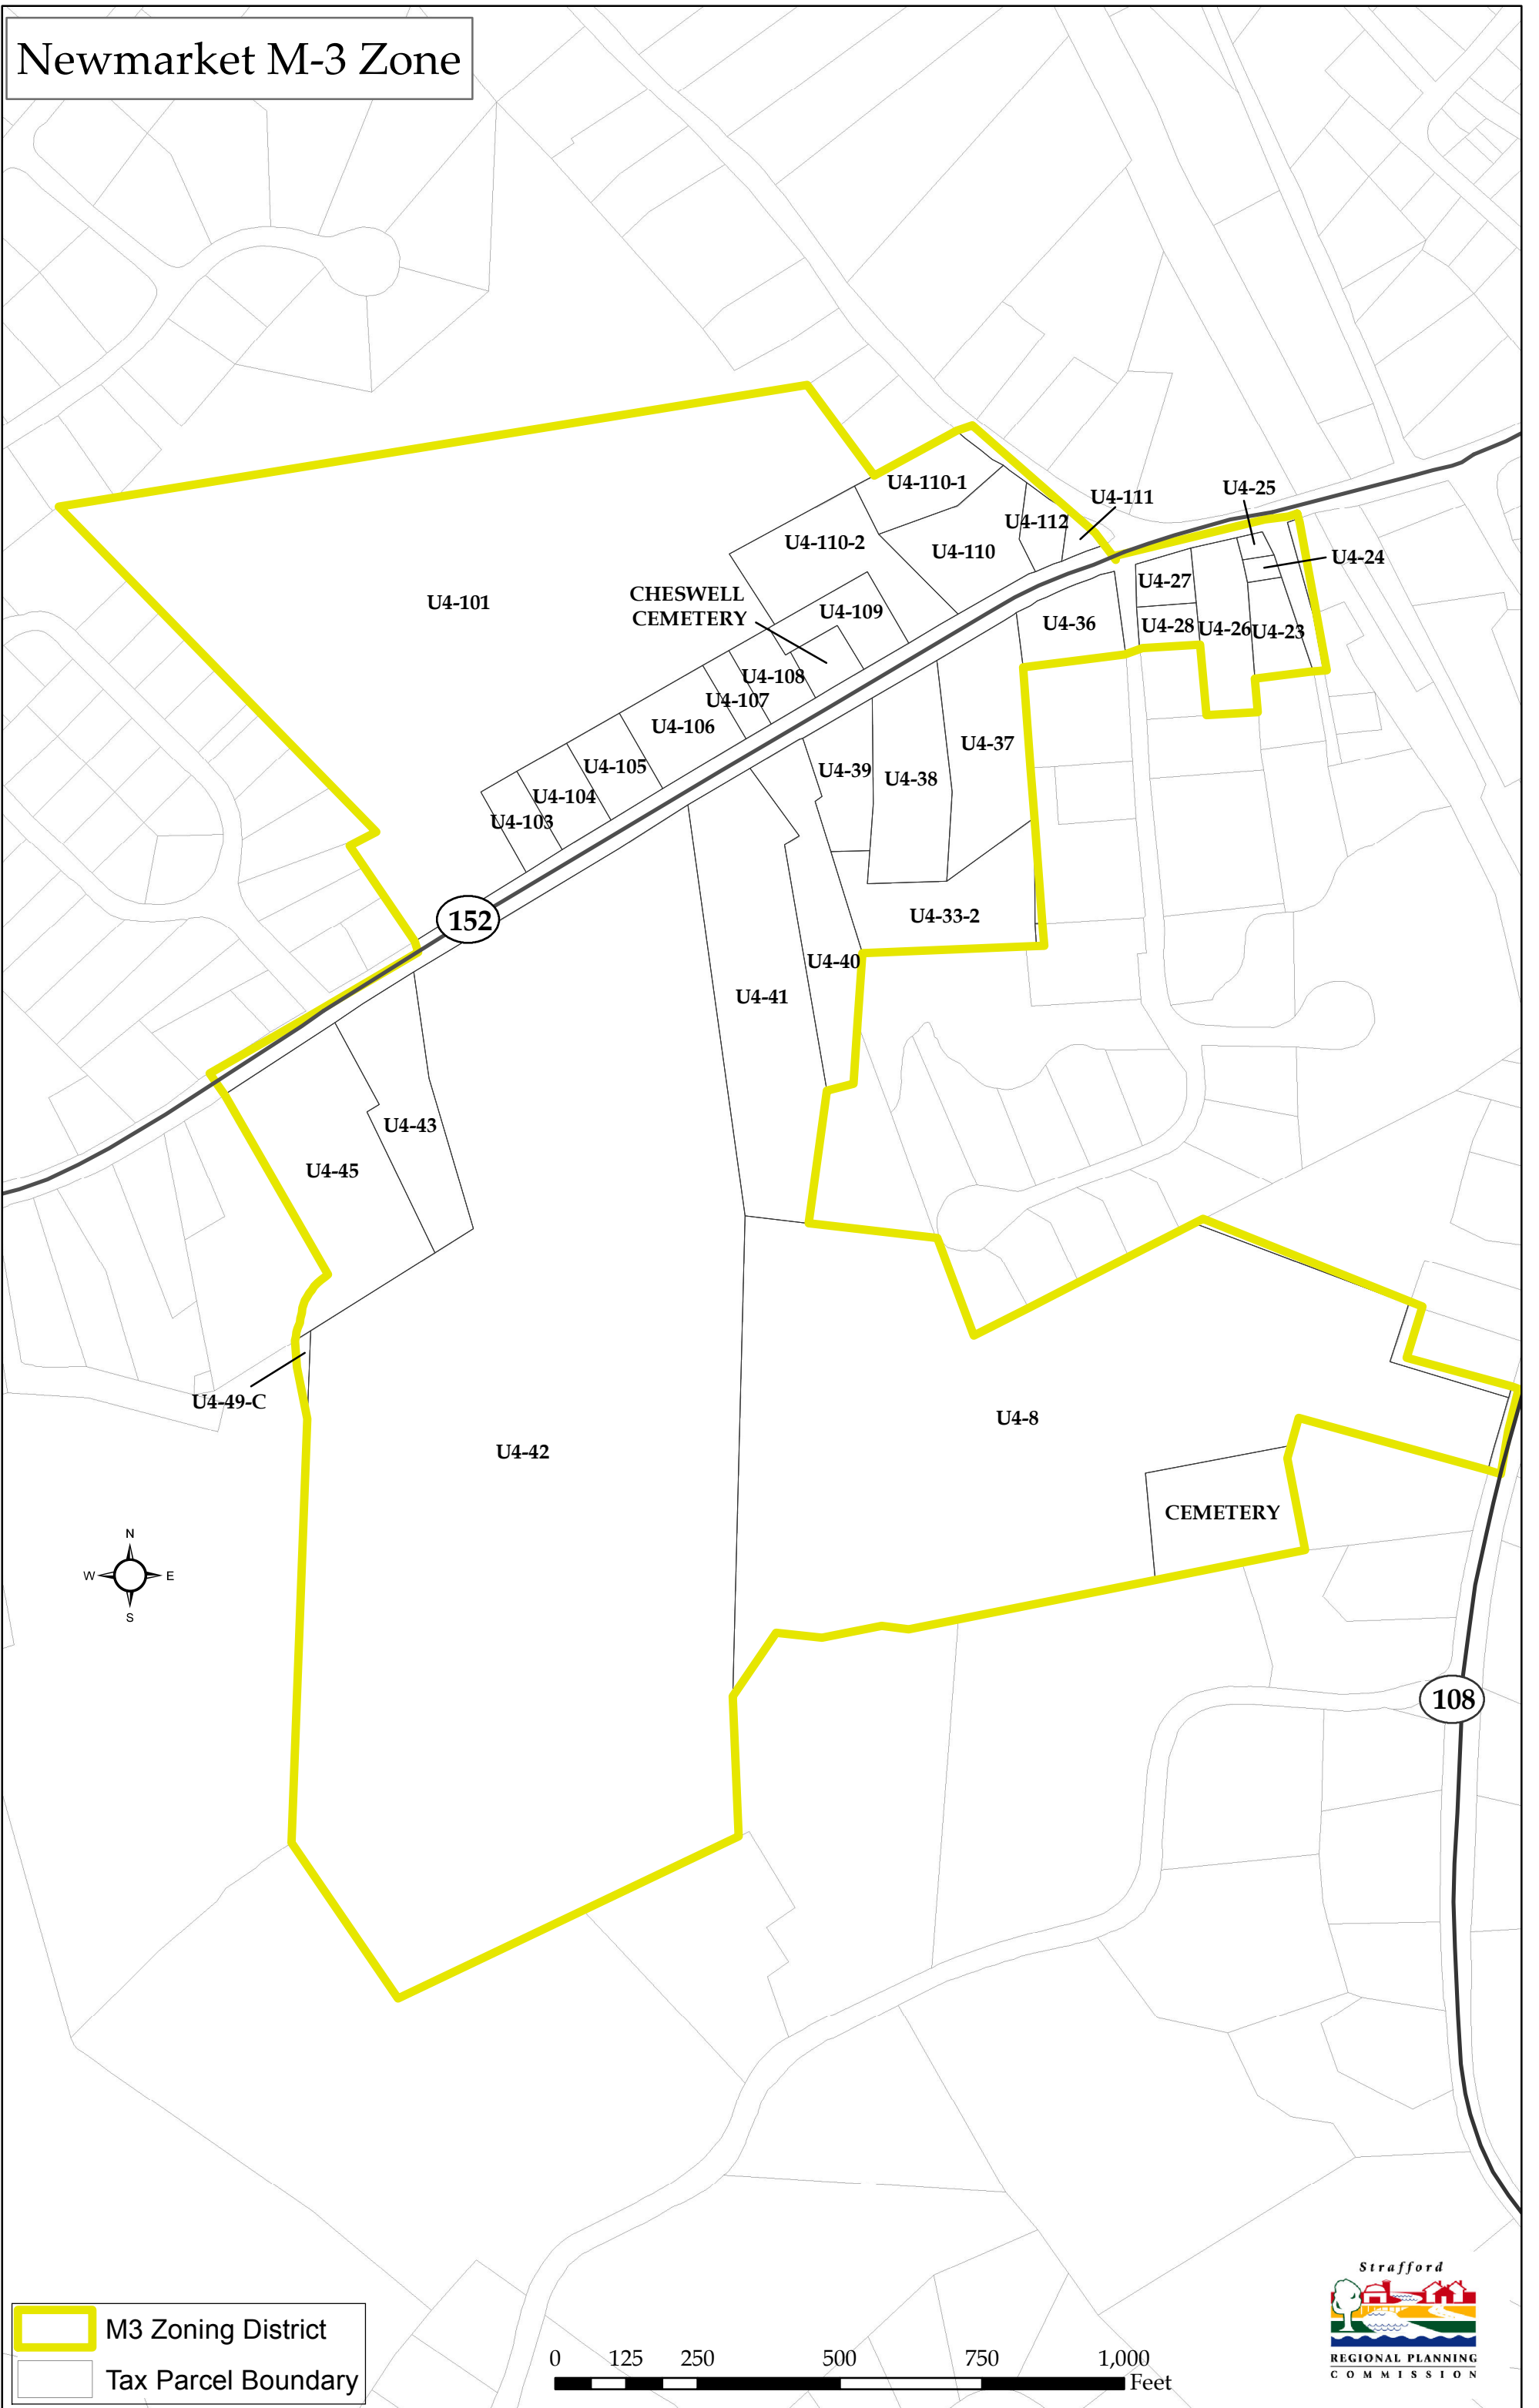 Newmarket M-3 Zone
U4-110-1
U4-111
U4-25
U4-112
U4-110-2
U4-110
U4-24
U4-27
CHESWELL
CEMETERY
U4-101
U4-109
U4-36
U4-28
U4-26
U4-23
U4-108
U4-107
U4-106
U4-37
U4-105
U4-39
U4-38
U4-104
U4-103
152
U4-33-2
U4-40
U4-41
U4-43
U4-45
U4-49-C
U4-8
U4-42
CEMETERY
N
W
E
S
108
Strafford
REGIONAL PLANNING
COMMISSION
M3 Zoning District
Tax Parcel Boundary
0 125 250 500 750 1,000
Feet